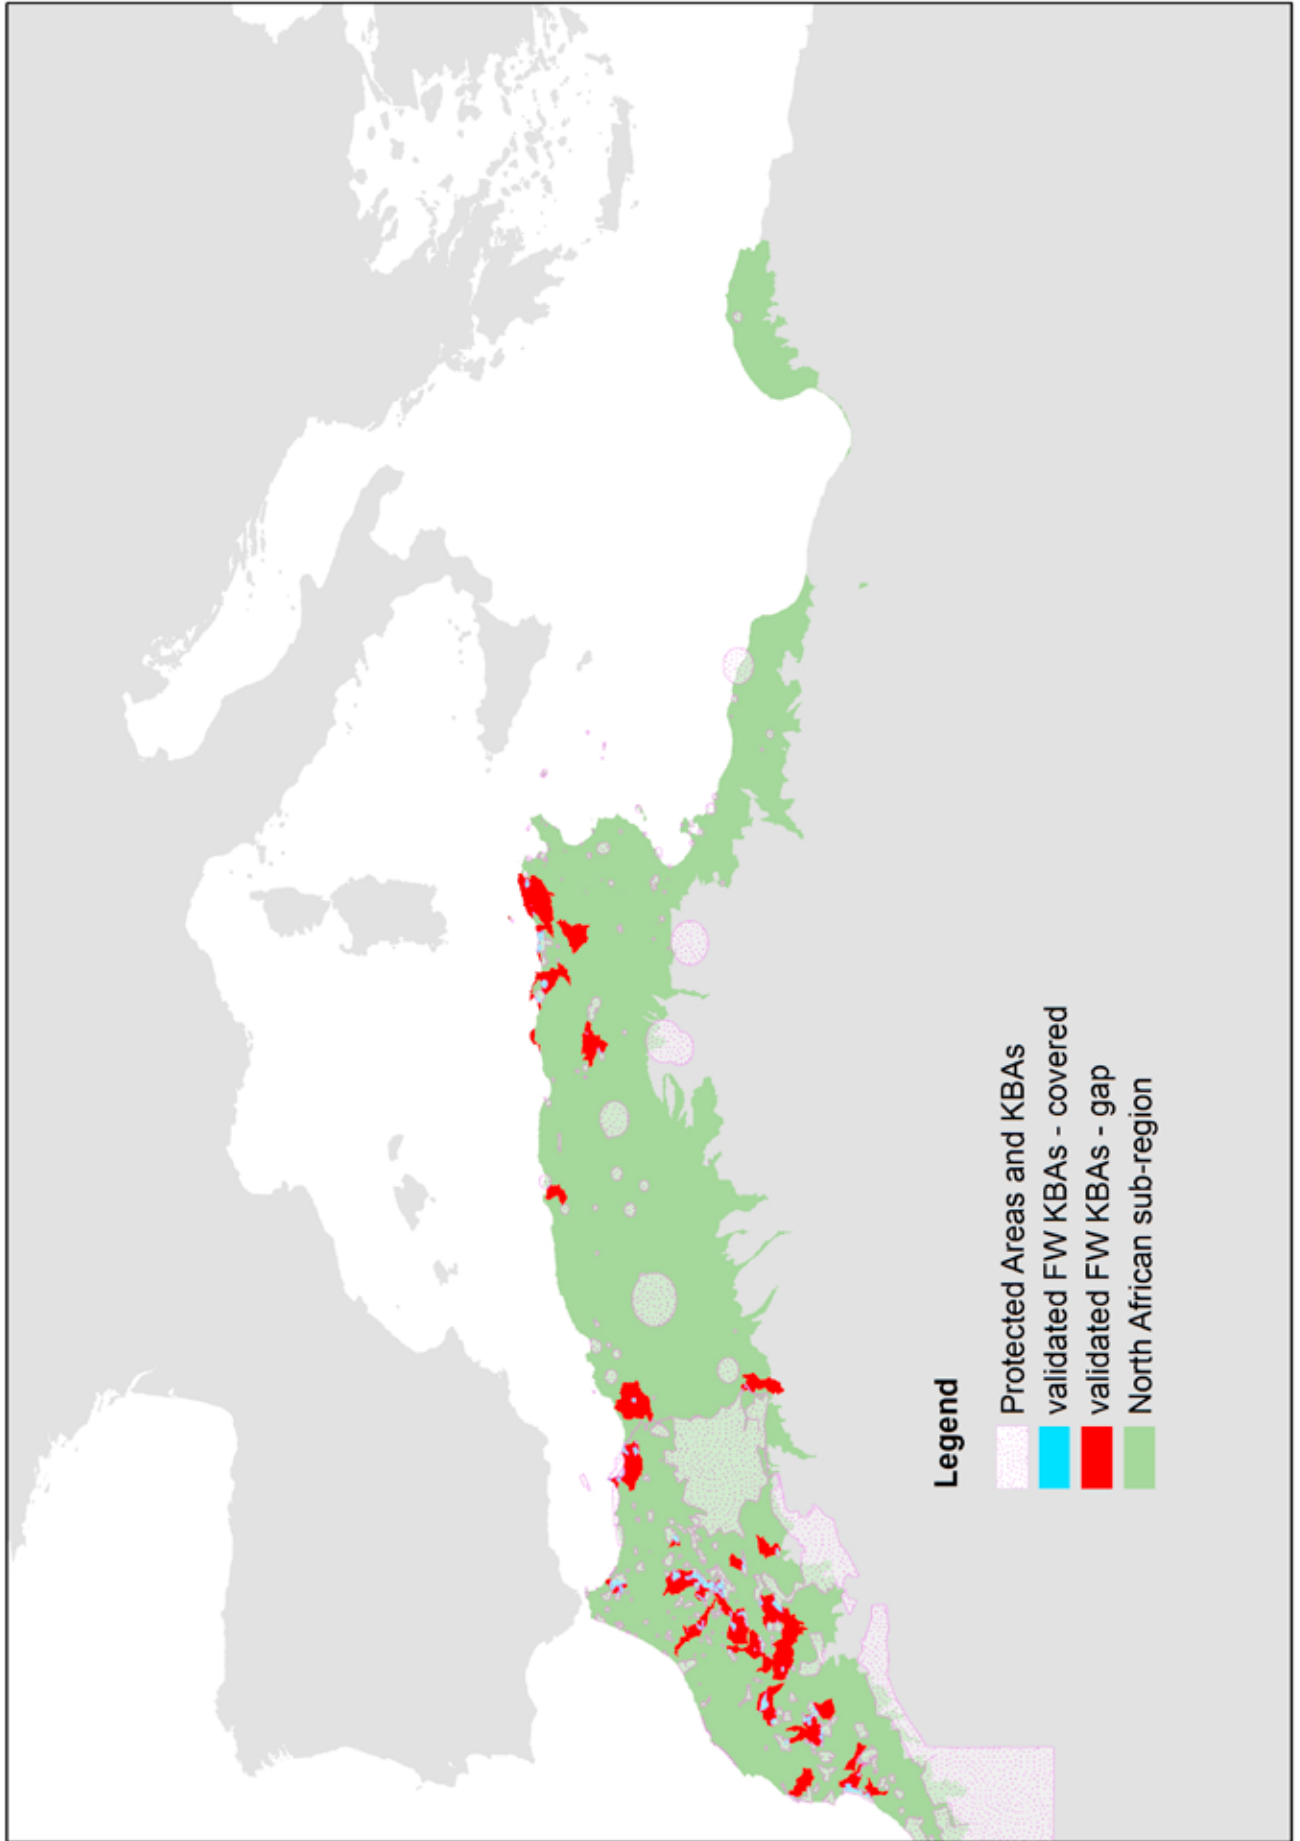 Legend
Protected Areas and KBAs
validated FW KBAs - covered
validated FW KBAs - gap
North African sub-region